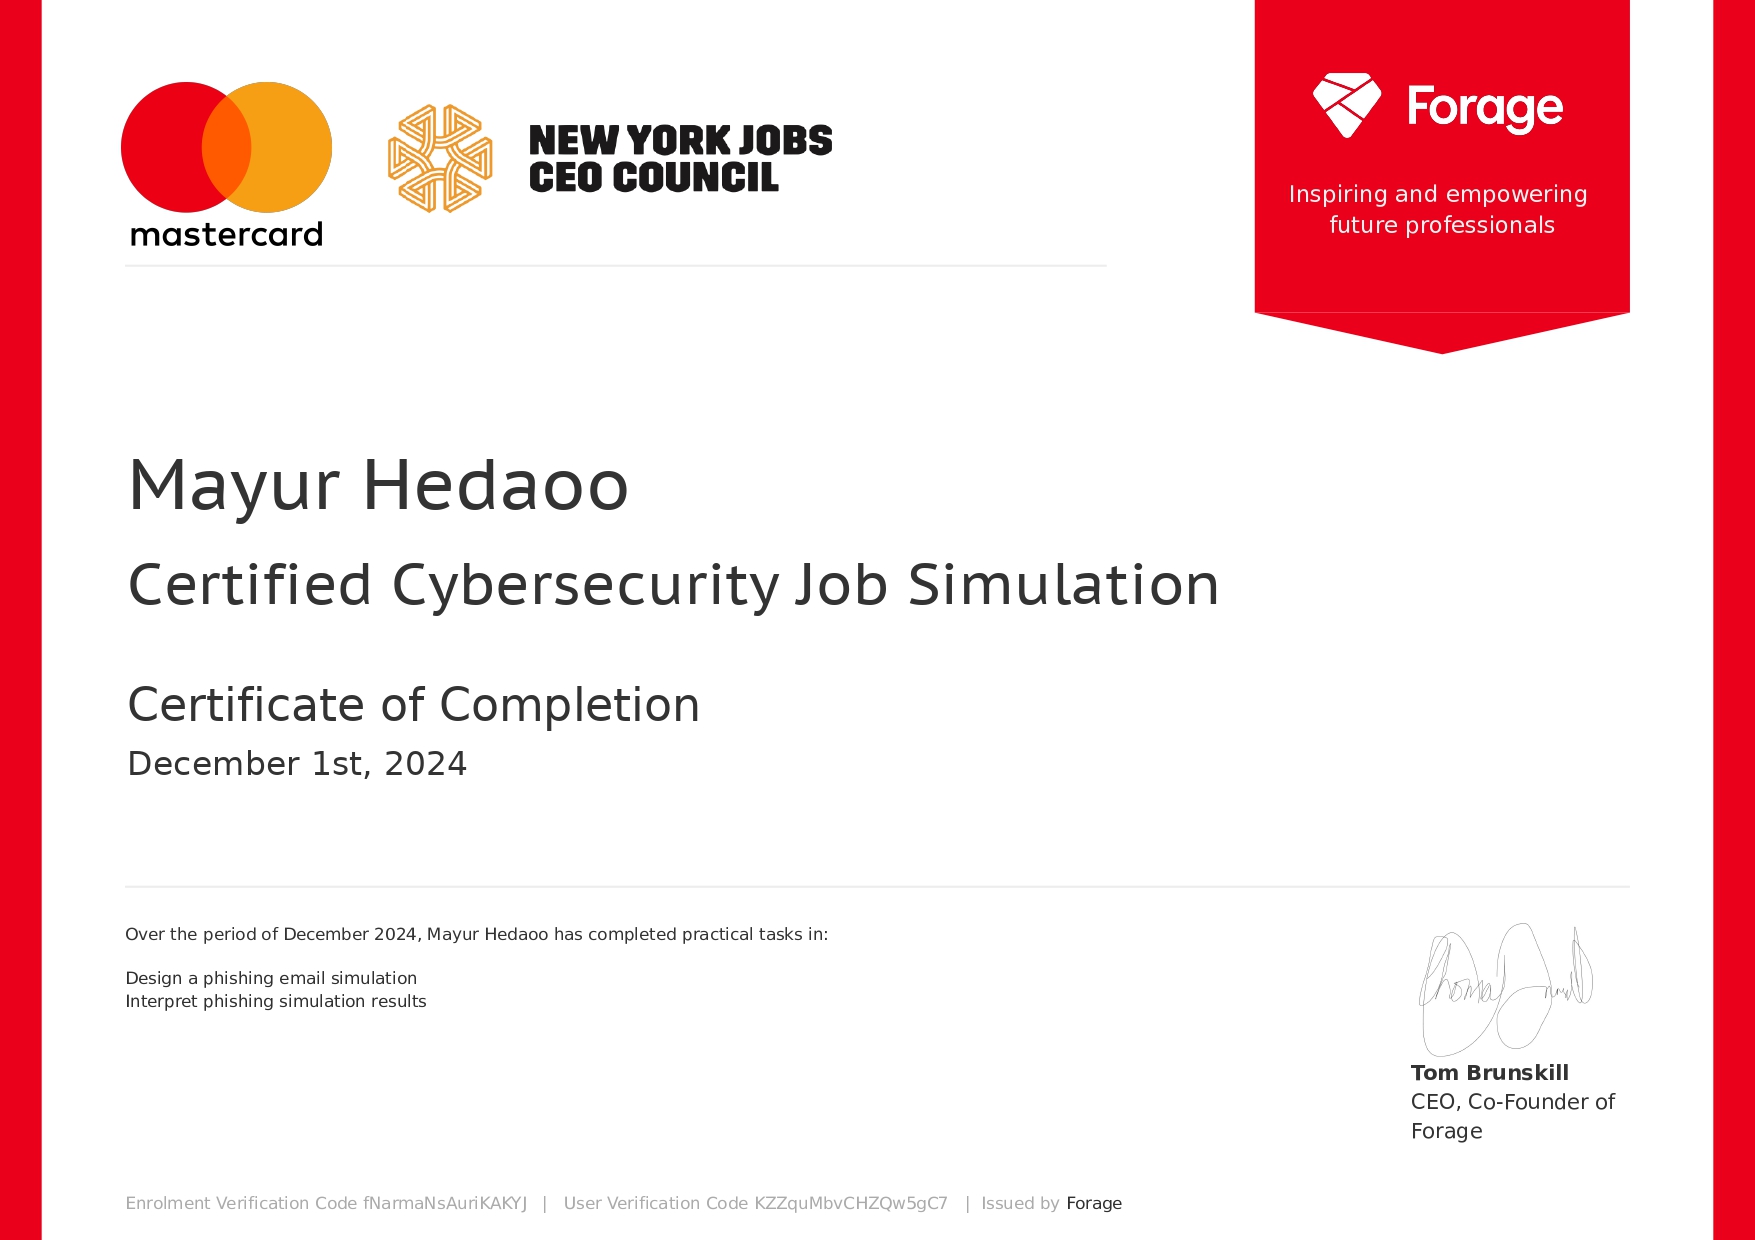 mastercard
NEW YORK JOBS
CEO COUNCIL
Forage
Inspiring and empowering
future professionals
Mayur Hedaoo
Certified Cybersecurity Job Simulation
Certificate of Completion
December 1st, 2024
Over the period of December 2024, Mayur Hedaoo has completed practical tasks in:
Design a phishing email simulation
Interpret phishing simulation results
Tom Brunskill
CEO, Co-Founder of
Forage
Enrolment Verification Code fNarmaNsAuriKAKYJ | User Verification Code KZZquMbvCHZQw5gC7 | Issued by Forage